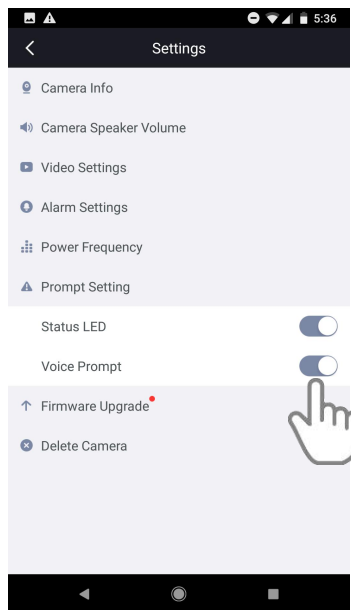 5:36
Settings
Camera Info
Camera Speaker Volume
Video Settings
Alarm Settings
Power Frequency
Prompt Setting
Status LED
Voice Prompt
Firmware Upgrade
Delete Camera